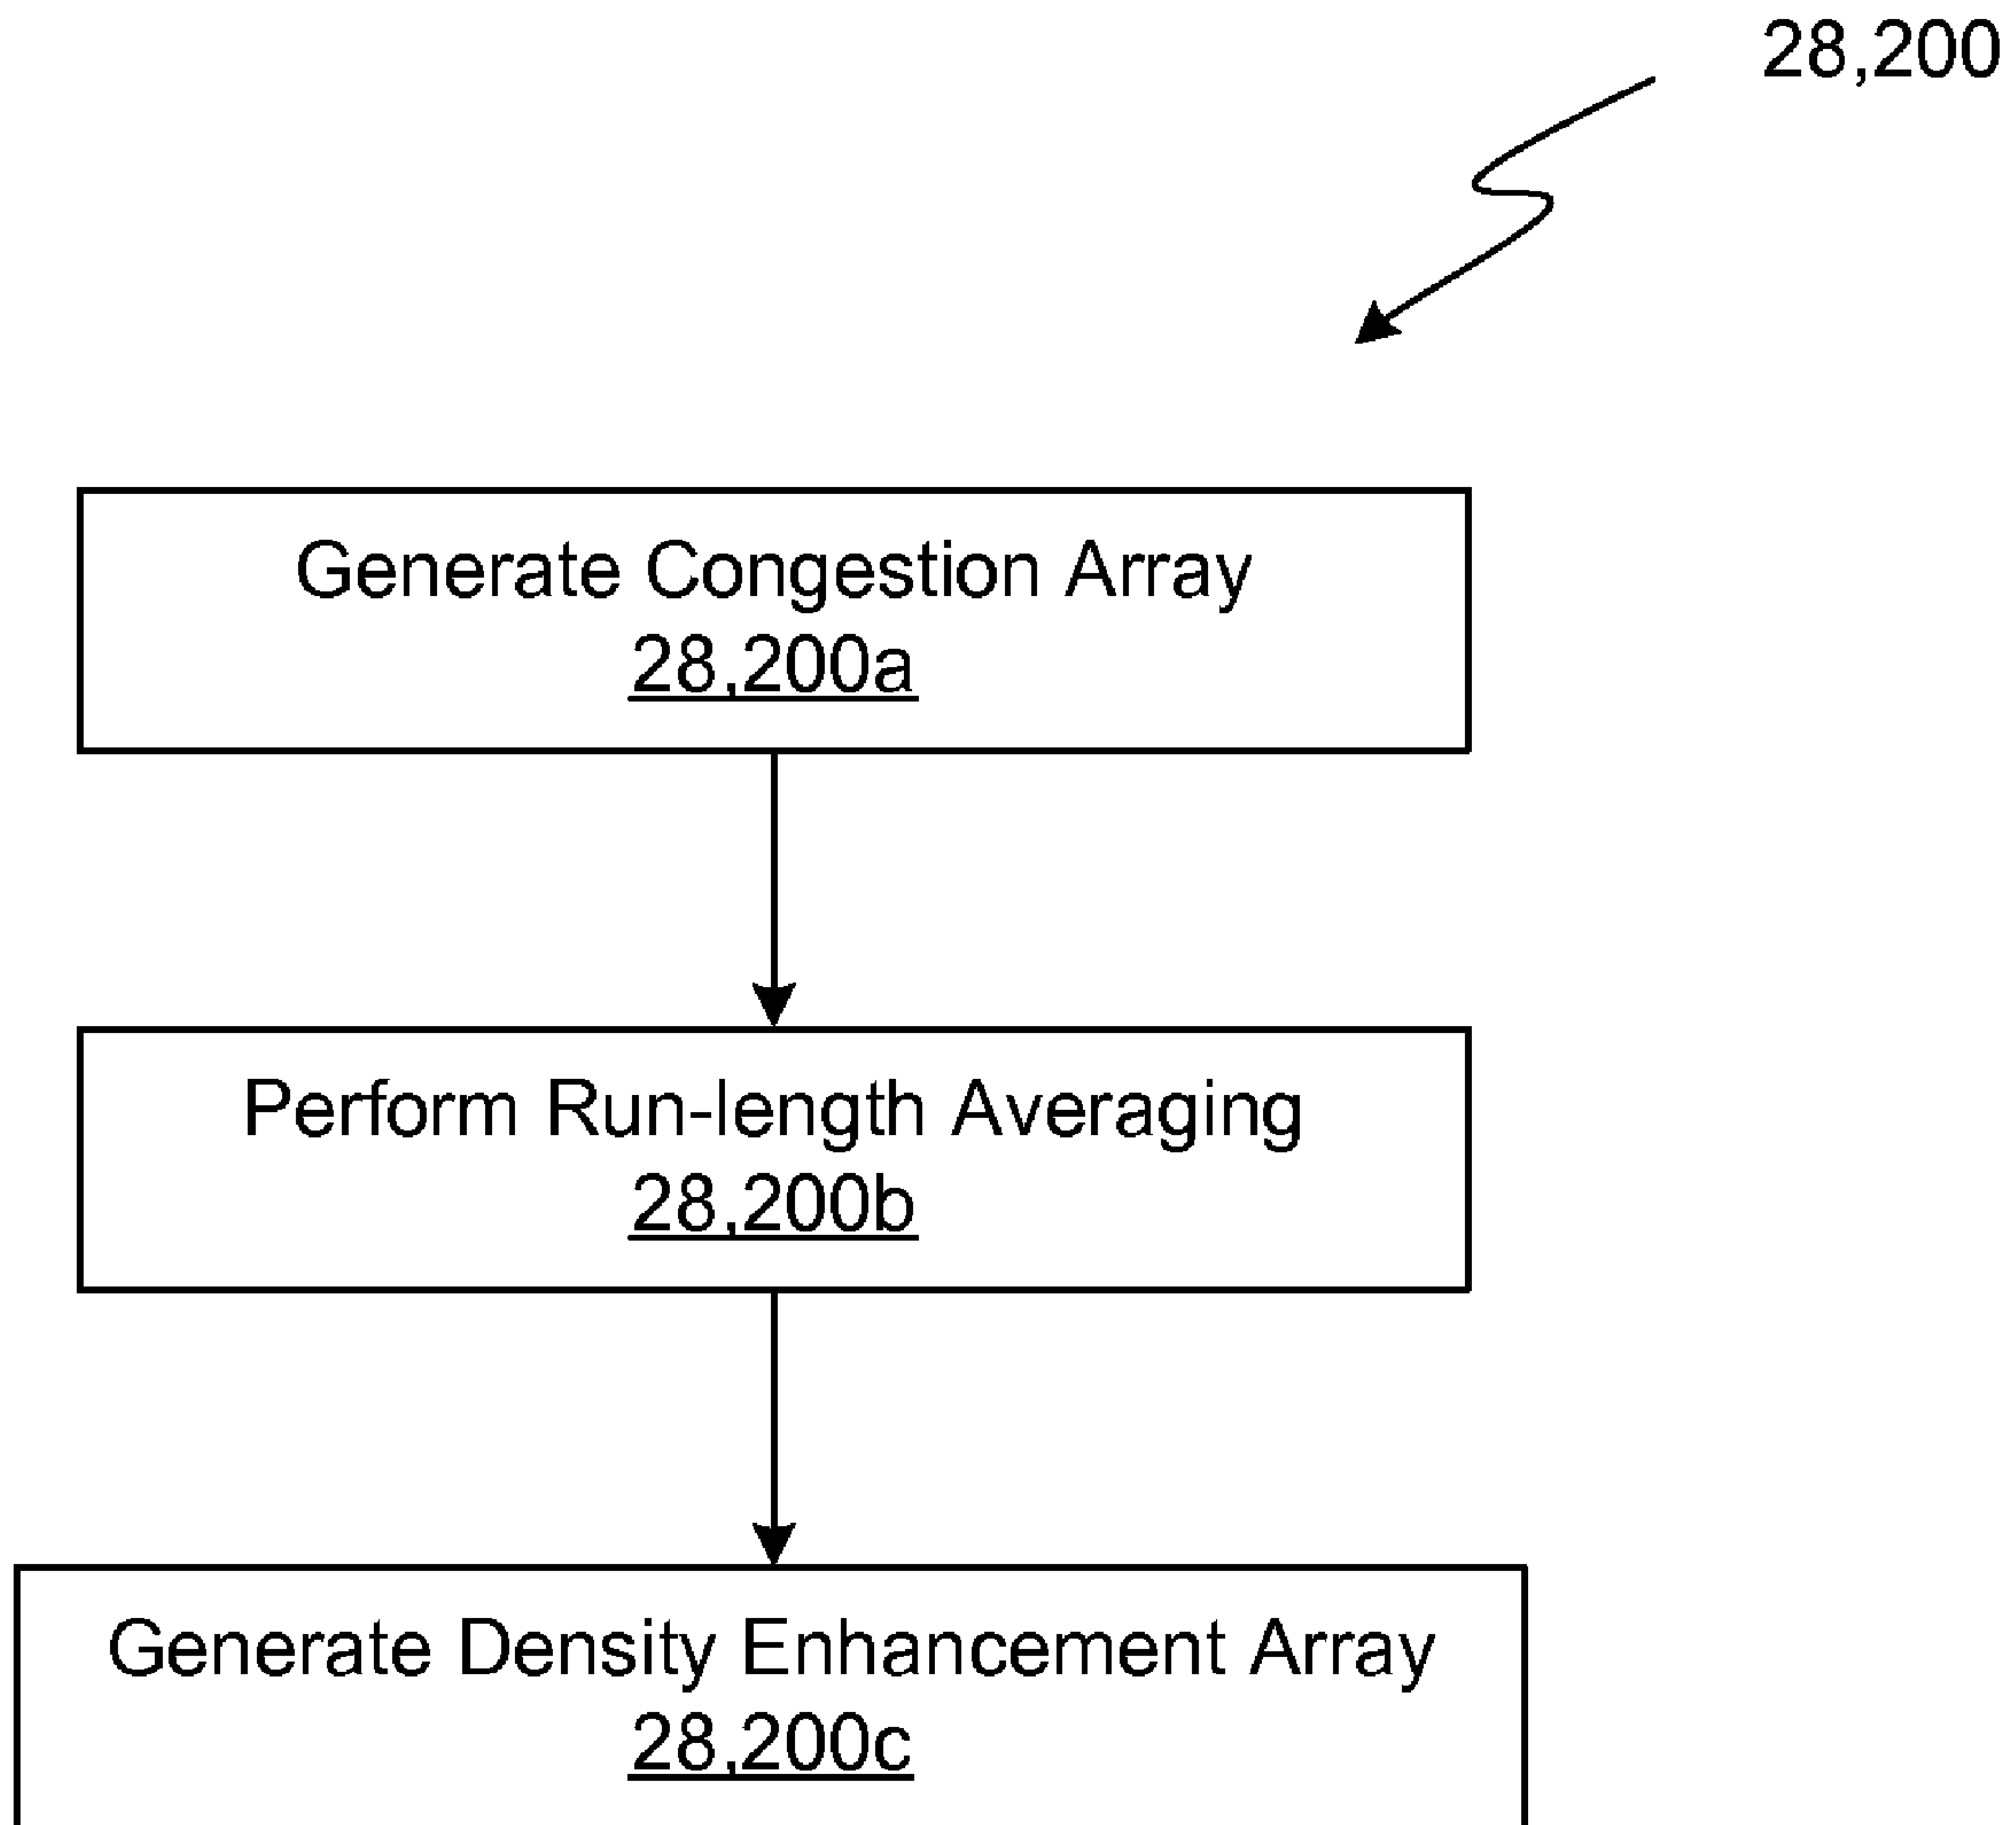 28,200
Generate Congestion Array
28,200a
Perform Run-length Averaging
28,200b
Generate Density Enhancement Array
28,200c